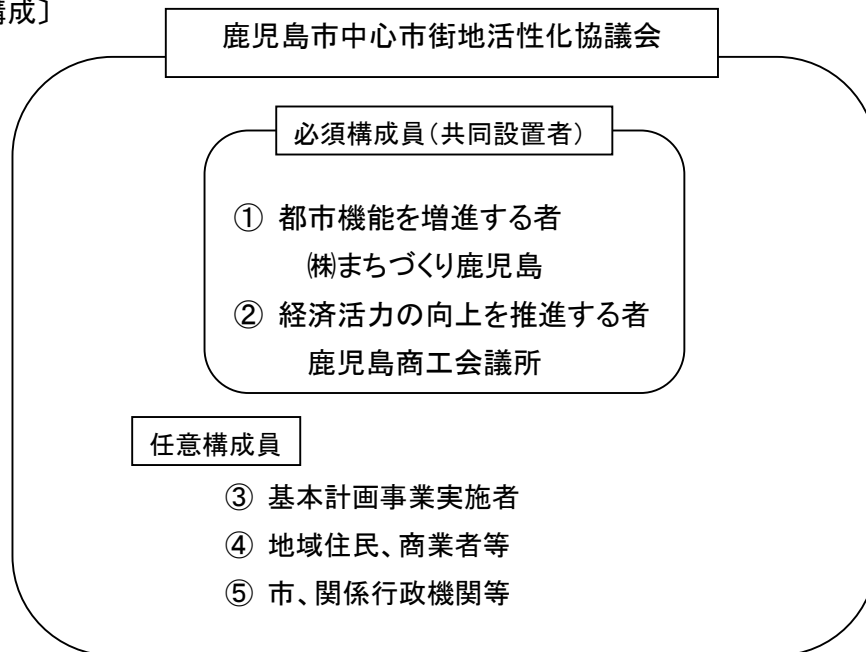 構成〕
鹿児島市中心市街地活性化協議会
必須構成員(共同設置者)
① 都市機能を増進する者
㈱まちづくり鹿児島
② 経済活力の向上を推進する者
鹿児島商工会議所
任意構成員
③ 基本計画事業実施者
④ 地域住民、商業者等
⑤ 市、関係行政機関等